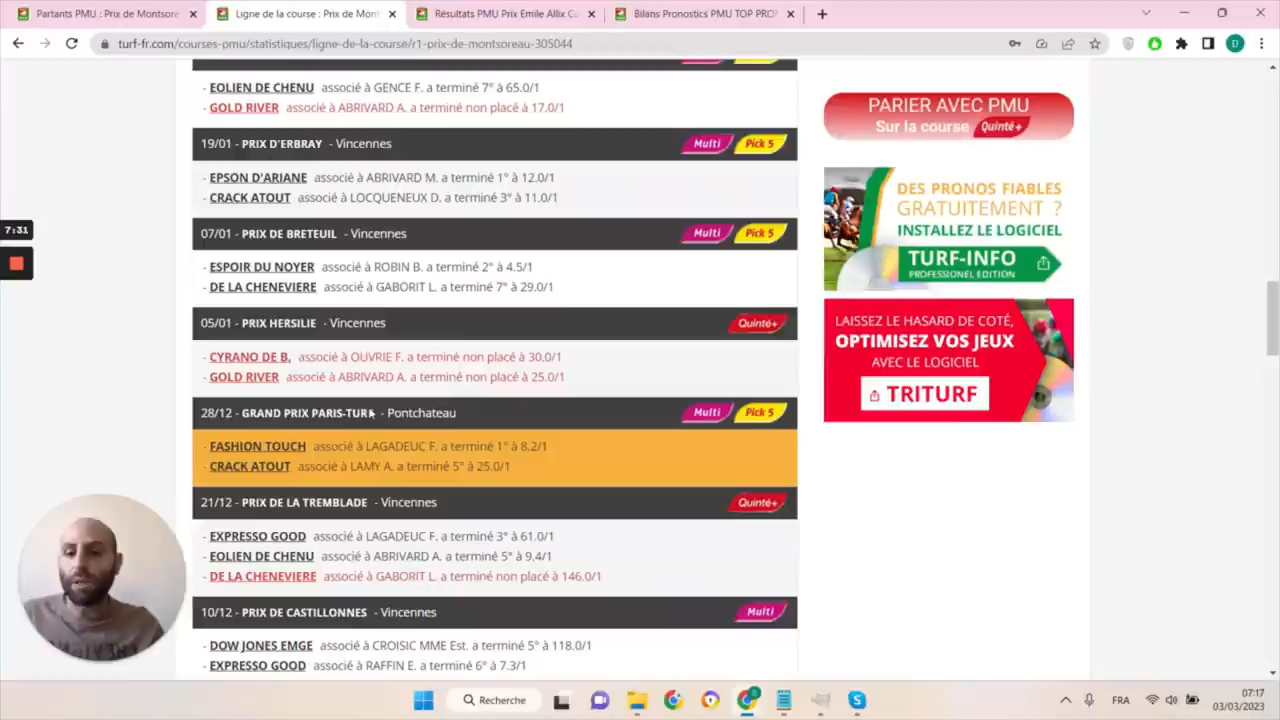 Partants PMU : Prix de Montsore
Ligne de la course : Prix de Mont
Résultats PMU Prix Emile Allix Co
Bilans Pronostics PMU TOP PRO
turf-fr.com/courses-pmu/statistiques/ligne-de-la-course/r1-prix-de-montsoreau-305044
- EOLIEN DE CHENU associé à GENCE F. a terminé 7° à 65.0/1
- GOLD RIVER associé à ABRIVARD A. a terminé non placé à 17.0/1
19/01 - PRIX D'ERBRAY - Vincennes Multi Pick 5
- EPSON D'ARIANE associé à ABRIVARD M. a terminé 1° à 12.0/1
- CRACK ATOUT associé à LOCQUENEUX D. a terminé 3° à 11.0/1
07/01 - PRIX DE BRETEUIL - Vincennes Multi Pick 5
- ESPOIR DU NOYER associé à ROBIN B. a terminé 2° à 4.5/1
- DE LA CHENEVIERE associé à GABORIT L. a terminé 7° à 29.0/1
05/01 - PRIX HERSILIE - Vincennes Quinté+
- CYRANO DE B. associé à OUVRIE F. a terminé non placé à 30.0/1
- GOLD RIVER associé à ABRIVARD A. a terminé non placé à 25.0/1
28/12 - GRAND PRIX PARIS-TURF - Pontchateau Multi Pick 5
- FASHION TOUCH associé à LAGADEUC F. a terminé 1° à 8.2/1
- CRACK ATOUT associé à LAMY A. a terminé 5° à 25.0/1
21/12 - PRIX DE LA TREMBLADE - Vincennes Quinté+
- EXPRESSO GOOD associé à LAGADEUC F. a terminé 3° à 61.0/1
- EOLIEN DE CHENU associé à ABRIVARD A. a terminé 5° à 9.4/1
- DE LA CHENEVIERE associé à GABORIT L. a terminé non placé à 146.0/1
10/12 - PRIX DE CASTILLONNES - Vincennes Multi
- DOW JONES EMGE associé à CROISIC MME Est. a terminé 5° à 118.0/1
- EXPRESSO GOOD associé à RAFFIN E. a terminé 6° à 7.3/1
PARIER AVEC PMU
Sur la course Quinté+
DES PRONOS FIABLES
GRATUITEMENT ?
INSTALLEZ LE LOGICIEL
TURF-INFO
PROFESSIONEL EDITION
LAISSEZ LE HASARD DE COTÉ,
OPTIMISEZ VOS JEUX
AVEC LE LOGICIEL
TRITURF
7:31
Recherche
FRA
07:17
03/03/2023